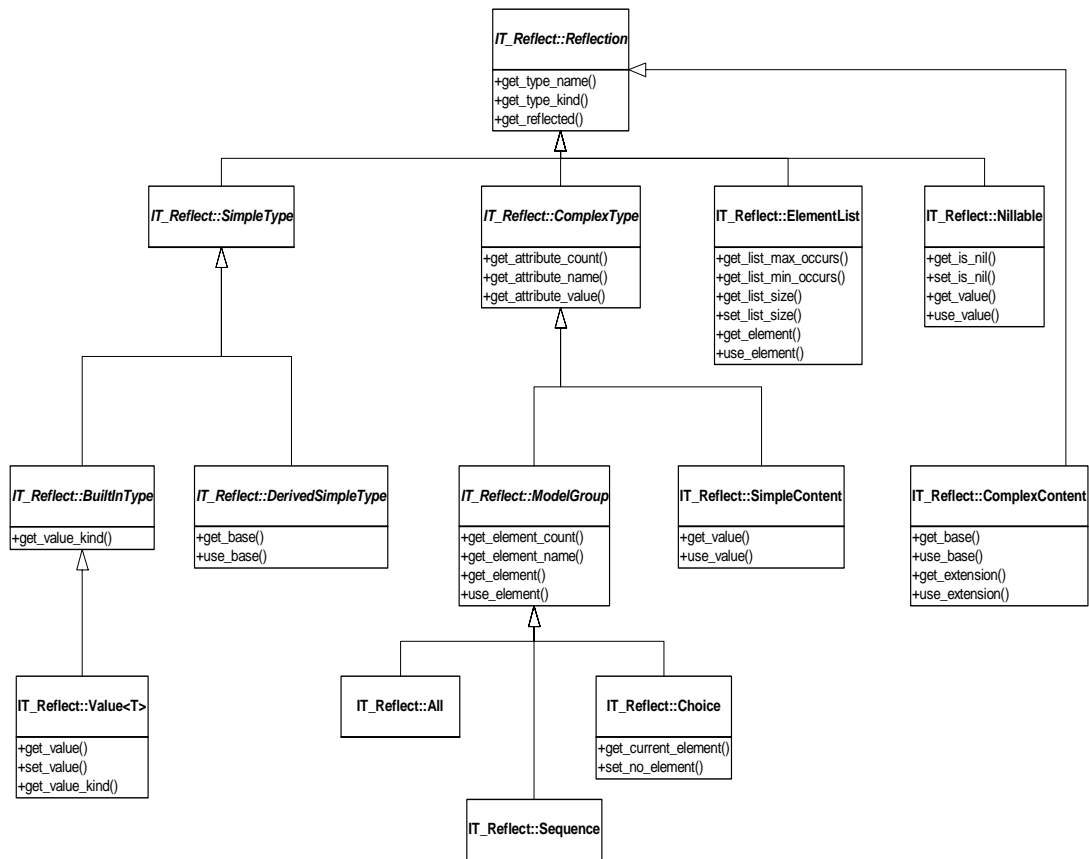 IT_Reflect::Reflection
+get_type_name()
+get_type_kind()
+get_reflected()
IT_Reflect::SimpleType
IT_Reflect::ComplexType
+get_attribute_count()
+get_attribute_name()
+get_attribute_value()
IT_Reflect::ElementList
+get_list_max_occurs()
+get_list_min_occurs()
+get_list_size()
+set_list_size()
+get_element()
+use_element()
IT_Reflect::Nillable
+get_is_nil()
+set_is_nil()
+get_value()
+use_value()
IT_Reflect::BuiltInType
+get_value_kind()
IT_Reflect::DerivedSimpleType
+get_base()
+use_base()
IT_Reflect::ModelGroup
+get_element_count()
+get_element_name()
+get_element()
+use_element()
IT_Reflect::SimpleContent
+get_value()
+use_value()
IT_Reflect::ComplexContent
+get_base()
+use_base()
+get_extension()
+use_extension()
IT_Reflect::Value<T>
+get_value()
+set_value()
+get_value_kind()
IT_Reflect::All
IT_Reflect::Choice
+get_current_element()
+set_no_element()
IT_Reflect::Sequence